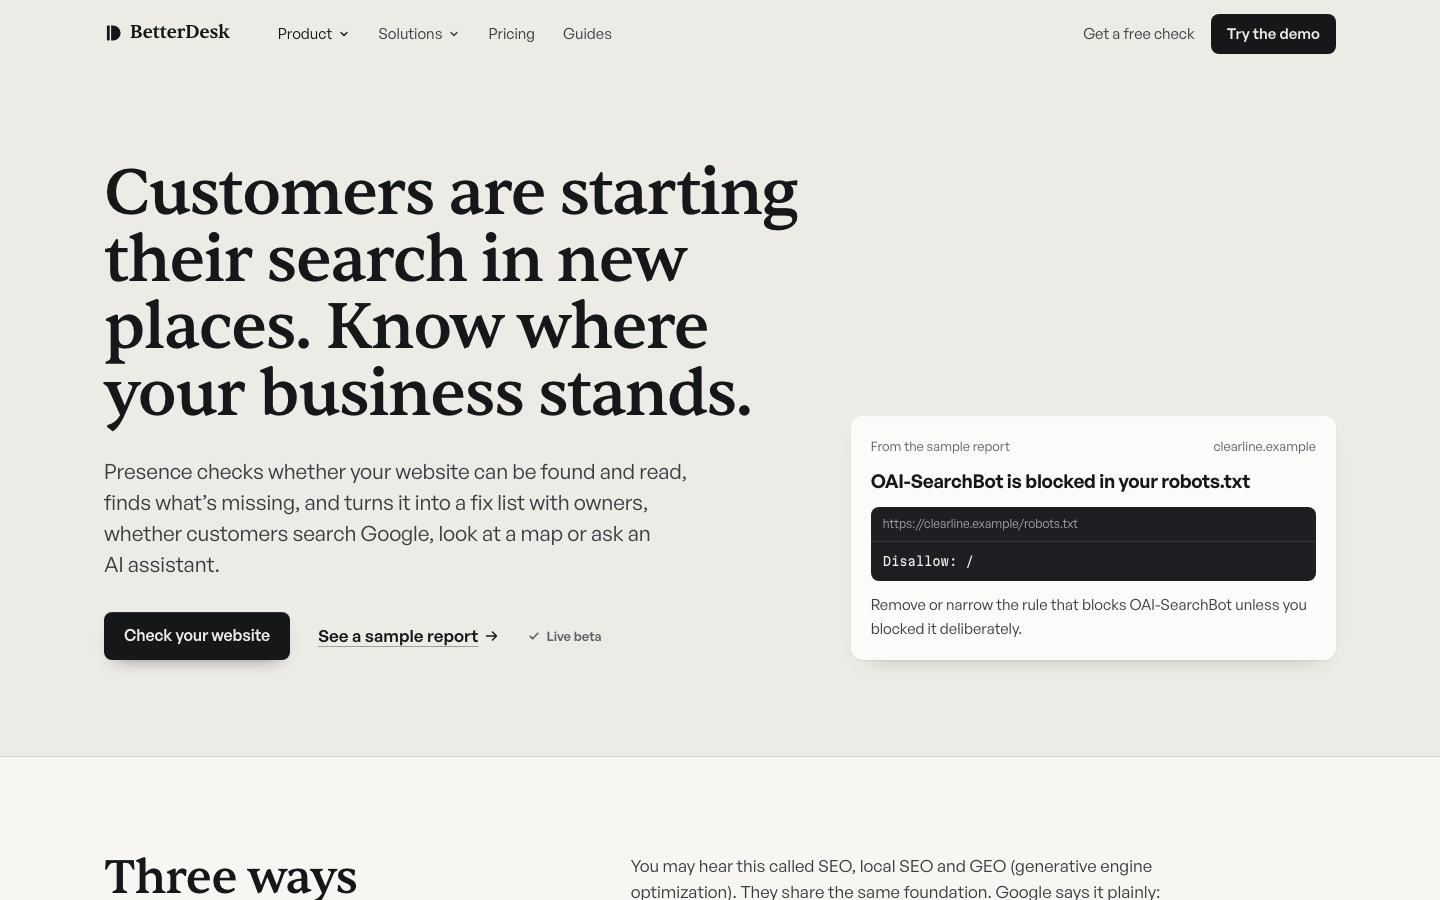 BetterDesk
Product
Solutions
Pricing
Guides
Get a free check
Try the demo
Customers are starting
their search in new
places. Know where
your business stands.
Presence checks whether your website can be found and read,
finds what’s missing, and turns it into a fix list with owners,
whether customers search Google, look at a map or ask an
AI assistant.
Check your website
See a sample report →
✓ Live beta
From the sample report
clearline.example
OAI-SearchBot is blocked in your robots.txt
https://clearline.example/robots.txt
Disallow: /
Remove or narrow the rule that blocks OAI-SearchBot unless you
blocked it deliberately.
Three ways
You may hear this called SEO, local SEO and GEO (generative engine
optimization). They share the same foundation. Google says it plainly: